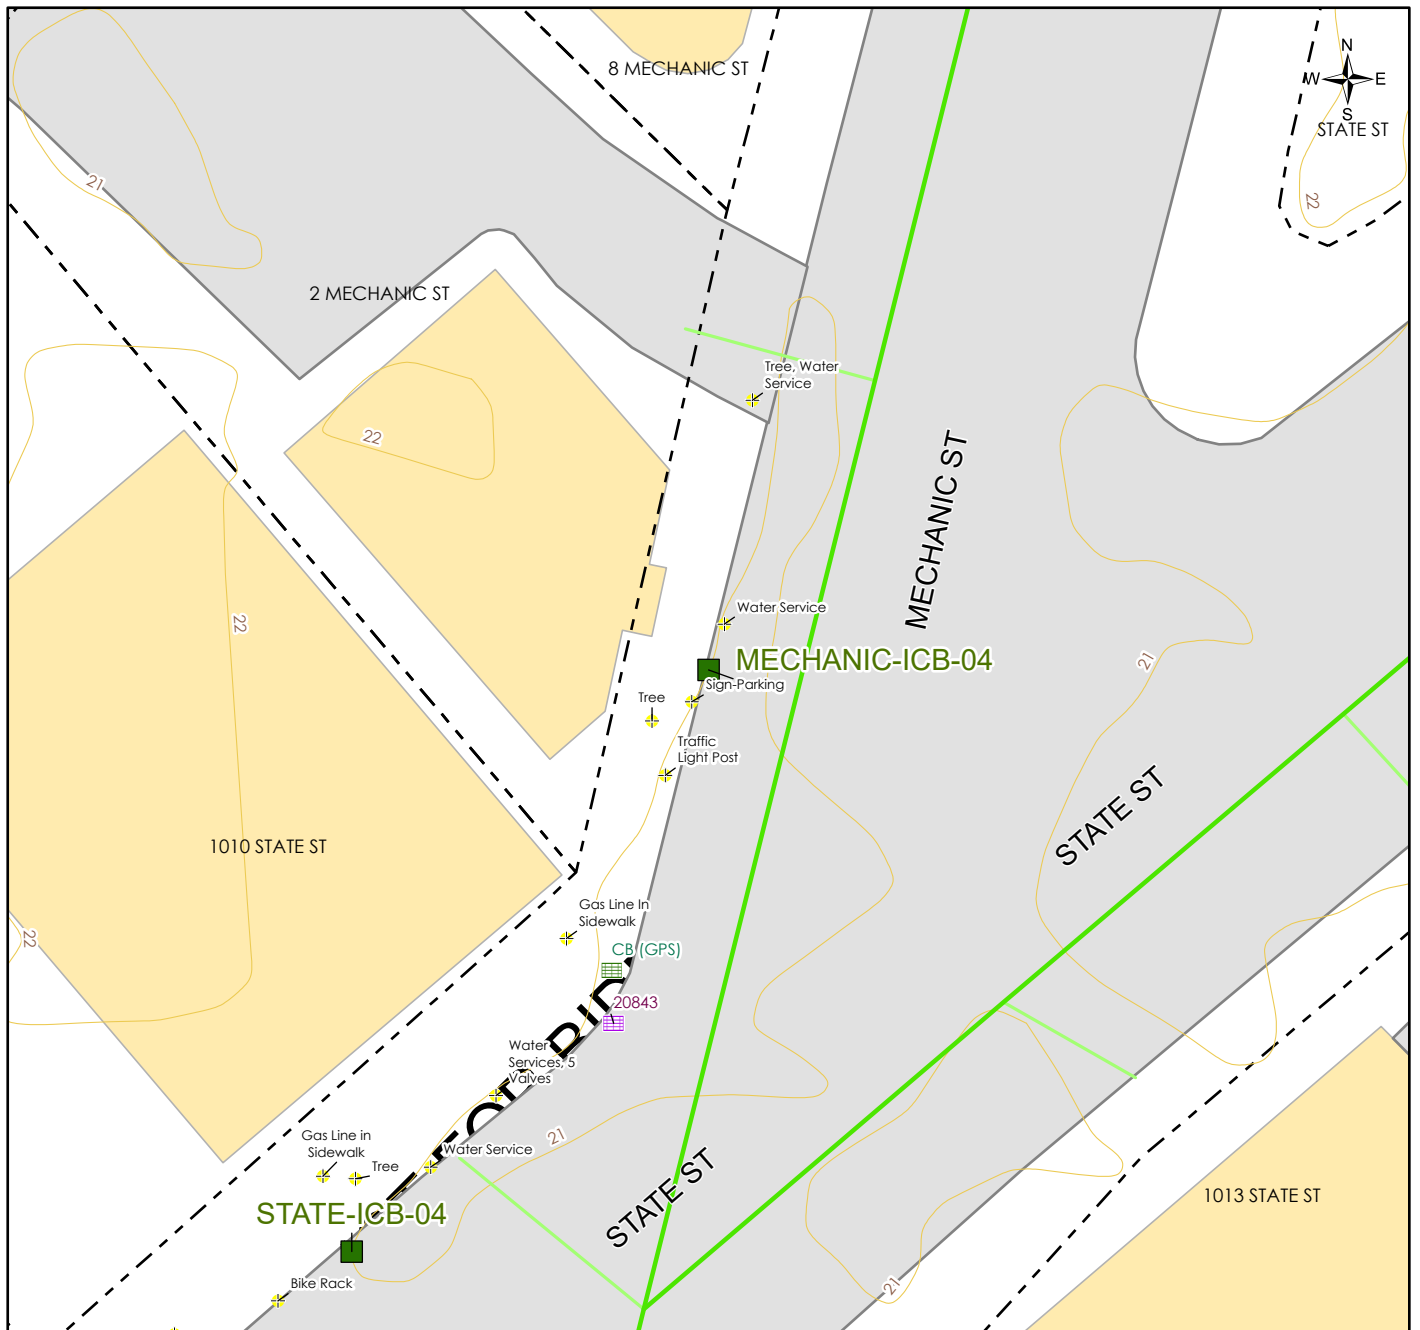 8 MECHANIC ST
N
W E
S
STATE ST
21
22
2 MECHANIC ST
Tree, Water
Service
22
MECHANIC ST
Water Service
22
MECHANIC-ICB-04
21
Sign-Parking
Tree
Traffic
Light Post
STATE ST
1010 STATE ST
Gas Line In
Sidewalk
22
CB (GPS)
20843
Water
Services, 5
Valves
21
Gas Line in
Sidewalk
Water Service
Tree
STATE ST
1013 STATE ST
STATE-ICB-04
Bike Rack
21